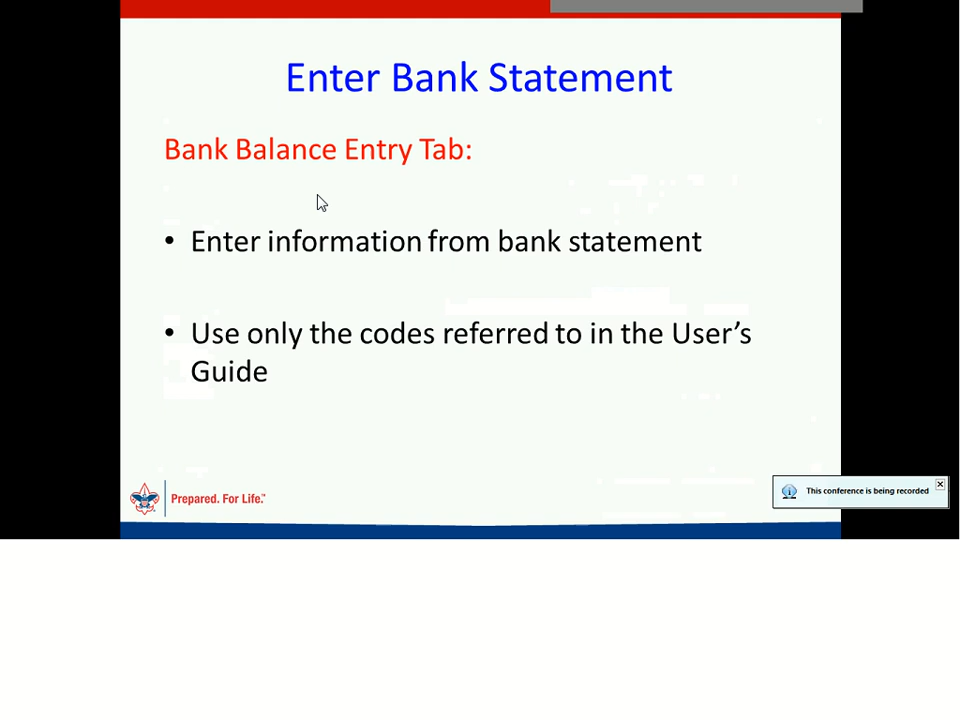 Enter Bank Statement
Bank Balance Entry Tab:
• Enter information from bank statement
• Use only the codes referred to in the User’s
Guide
Prepared. For Life.™
This conference is being recorded